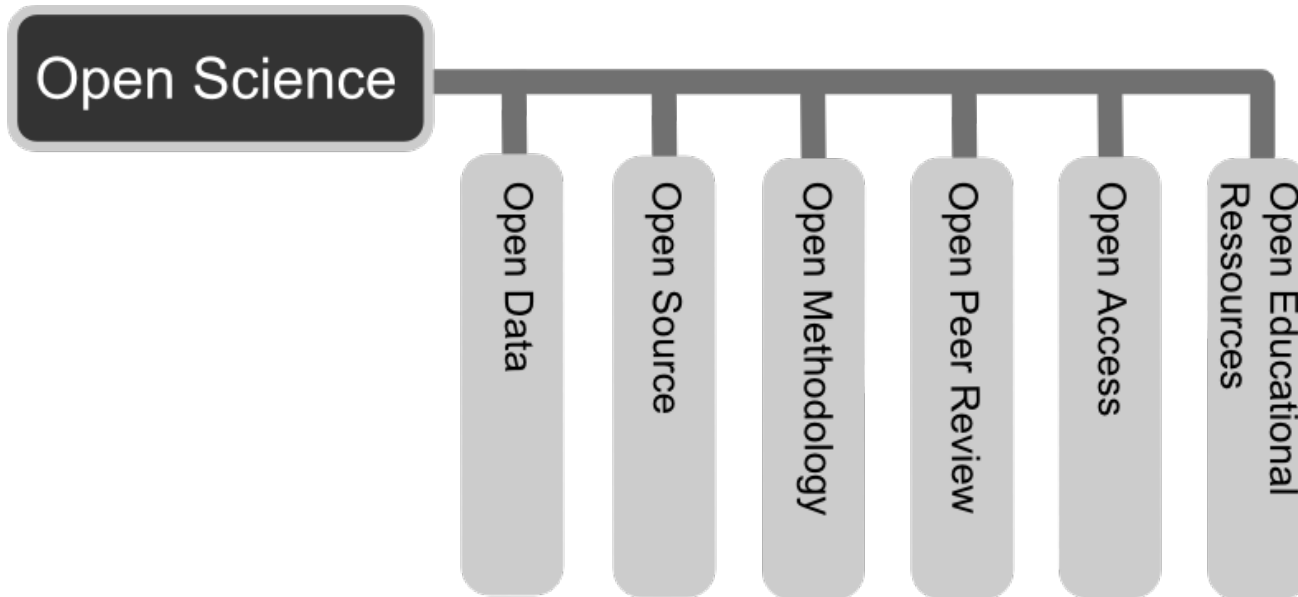 Open Science
Open Data
Open Source
Open Methodology
Open Peer Review
Open Access
Open Educational
Ressources